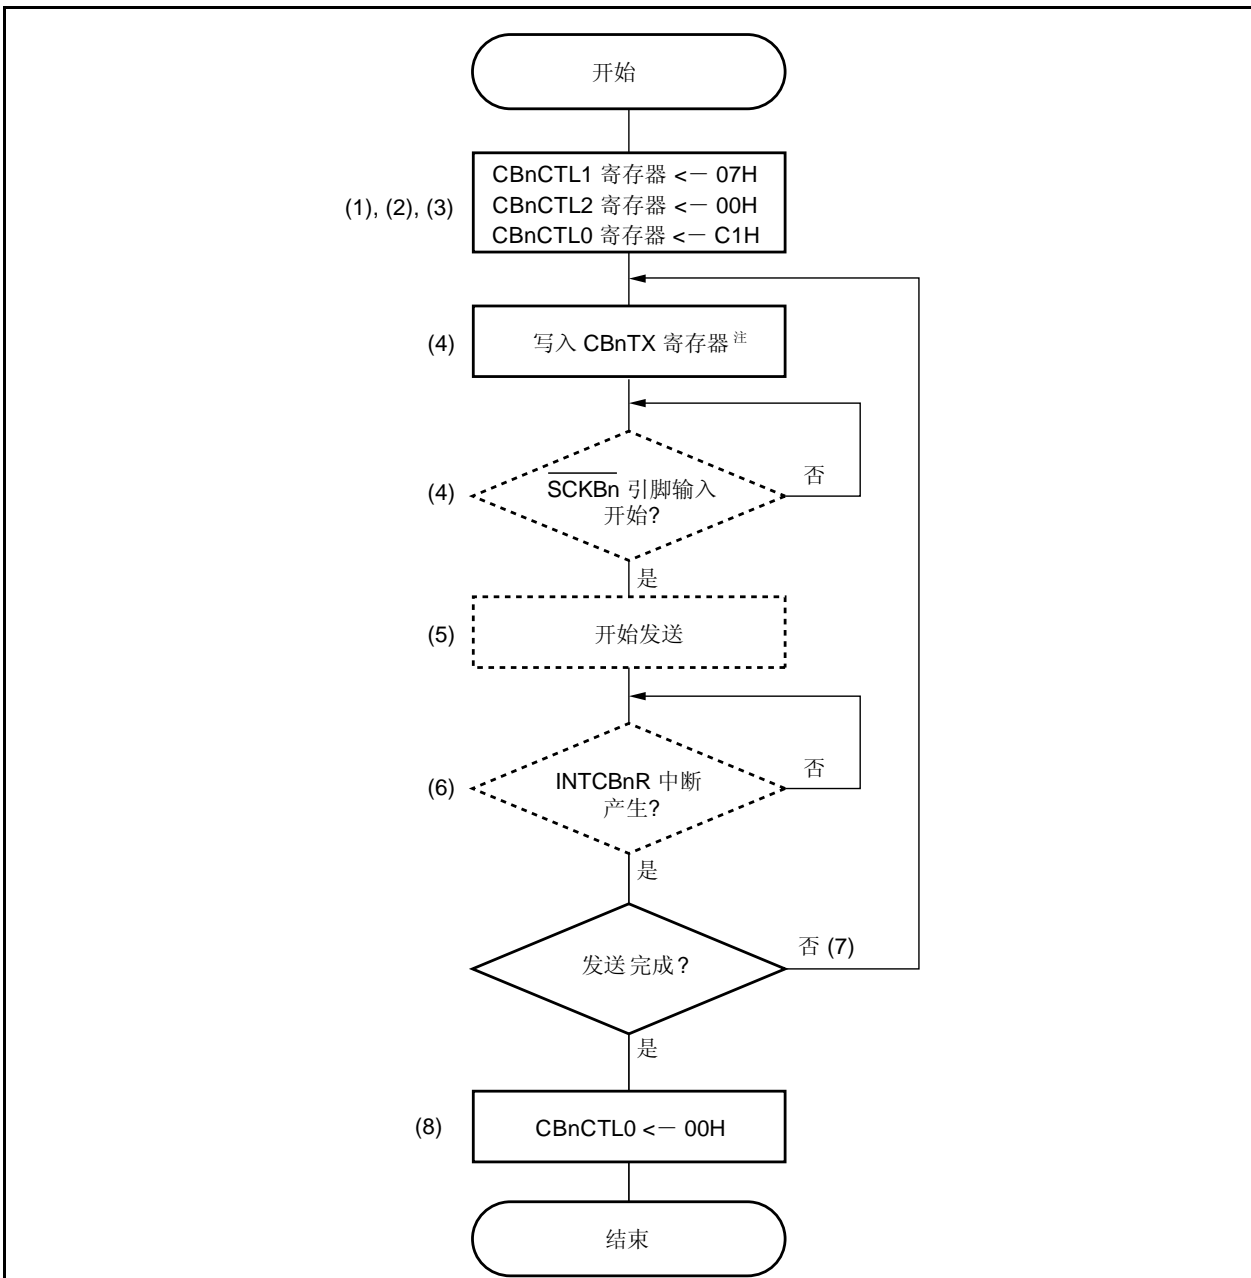 开始
CBnCTL1 寄存器 <— 07H
(1), (2), (3)
CBnCTL2 寄存器 <— 00H
CBnCTL0 寄存器 <— C1H
(4)
写入 CBnTX 寄存器 注
(4)
SCKBn 引脚输入
开始?
否
是
(5)
开始发送
(6)
INTCBnR 中断
产生?
否
是
发送 完成?
否 (7)
是
(8)
CBnCTL0 <— 00H
结束